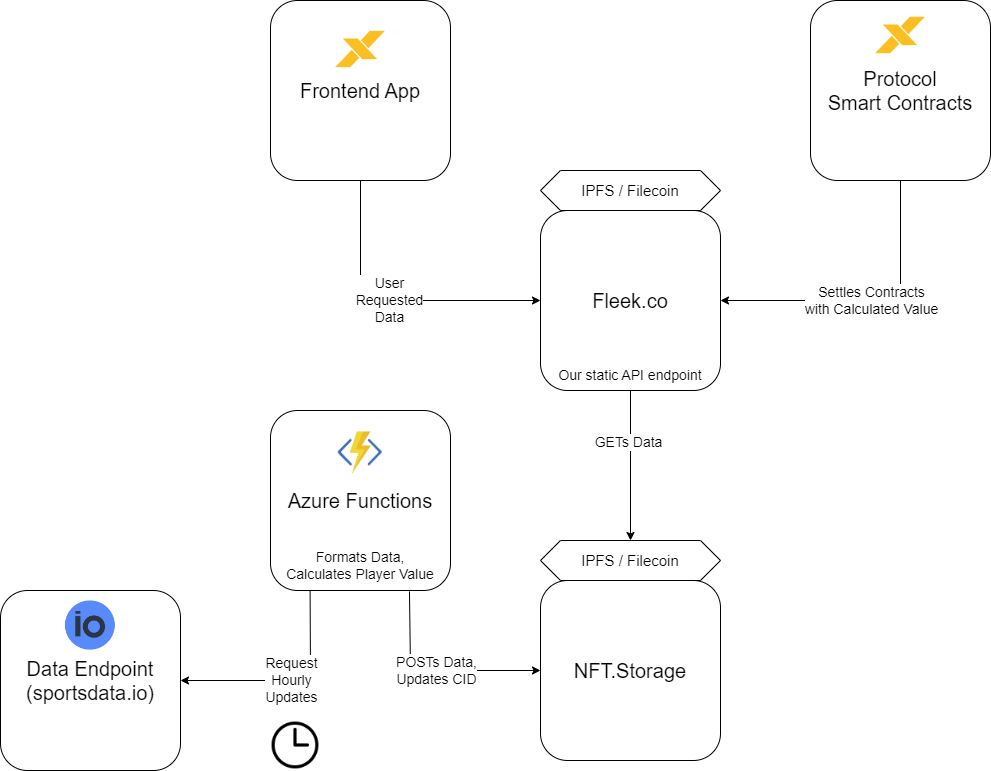 Frontend App
Protocol
Smart Contracts
IPFS / Filecoin
User
Requested
Data
Fleek.co
Settles Contracts
with Calculated Value
Our static API endpoint
GETs Data
Azure Functions
Formats Data,
Calculates Player Value
IPFS / Filecoin
io
Data Endpoint
(sportsdata.io)
Request
Hourly
Updates
POSTs Data,
Updates CID
NFT.Storage